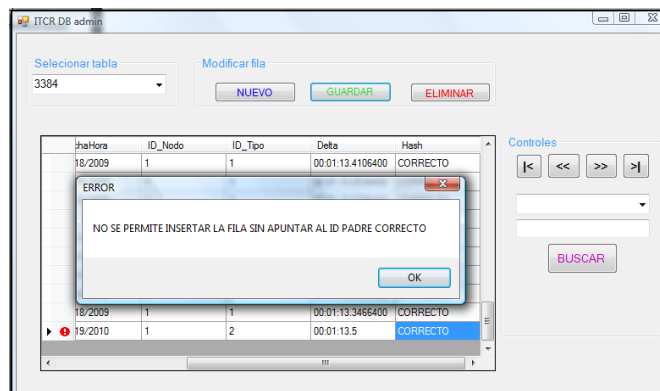 ITCR DB admin
Selecionar tabla
3384
Modificar fila
NUEVO
GUARDAR
ELIMINAR
:haHora ID_Nodo ID_Tipo Delta Hash
18/2009 1 1 00:01:13.4106400 CORRECTO
ERROR
NO SE PERMITE INSERTAR LA FILA SIN APUNTAR AL ID PADRE CORRECTO
OK
18/2009 1 1 00:01:13.3466400 CORRECTO
19/2010 1 2 00:01:13.5 CORRECTO
Controles
|< << >> >|
BUSCAR